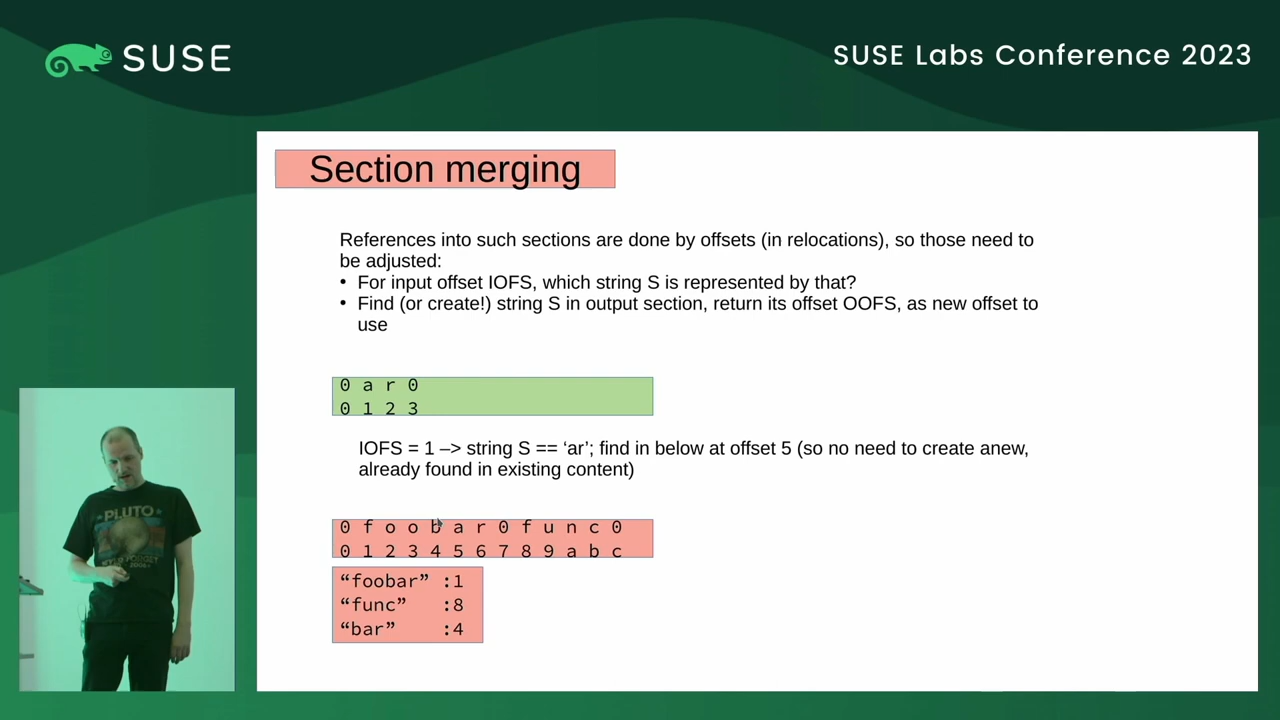 SUSE
SUSE Labs Conference 2023
Section merging
References into such sections are done by offsets (in relocations), so those need to
be adjusted:
• For input offset IOFS, which string S is represented by that?
• Find (or create!) string S in output section, return its offset OOFS, as new offset to
use
0 a r 0
0 1 2 3
IOFS = 1 –> string S == ‘ar’; find in below at offset 5 (so no need to create anew,
already found in existing content)
0 f o o b a r 0 f u n c 0
0 1 2 3 4 5 6 7 8 9 a b c
“foobar” :1
“func” :8
“bar” :4
PLUTO